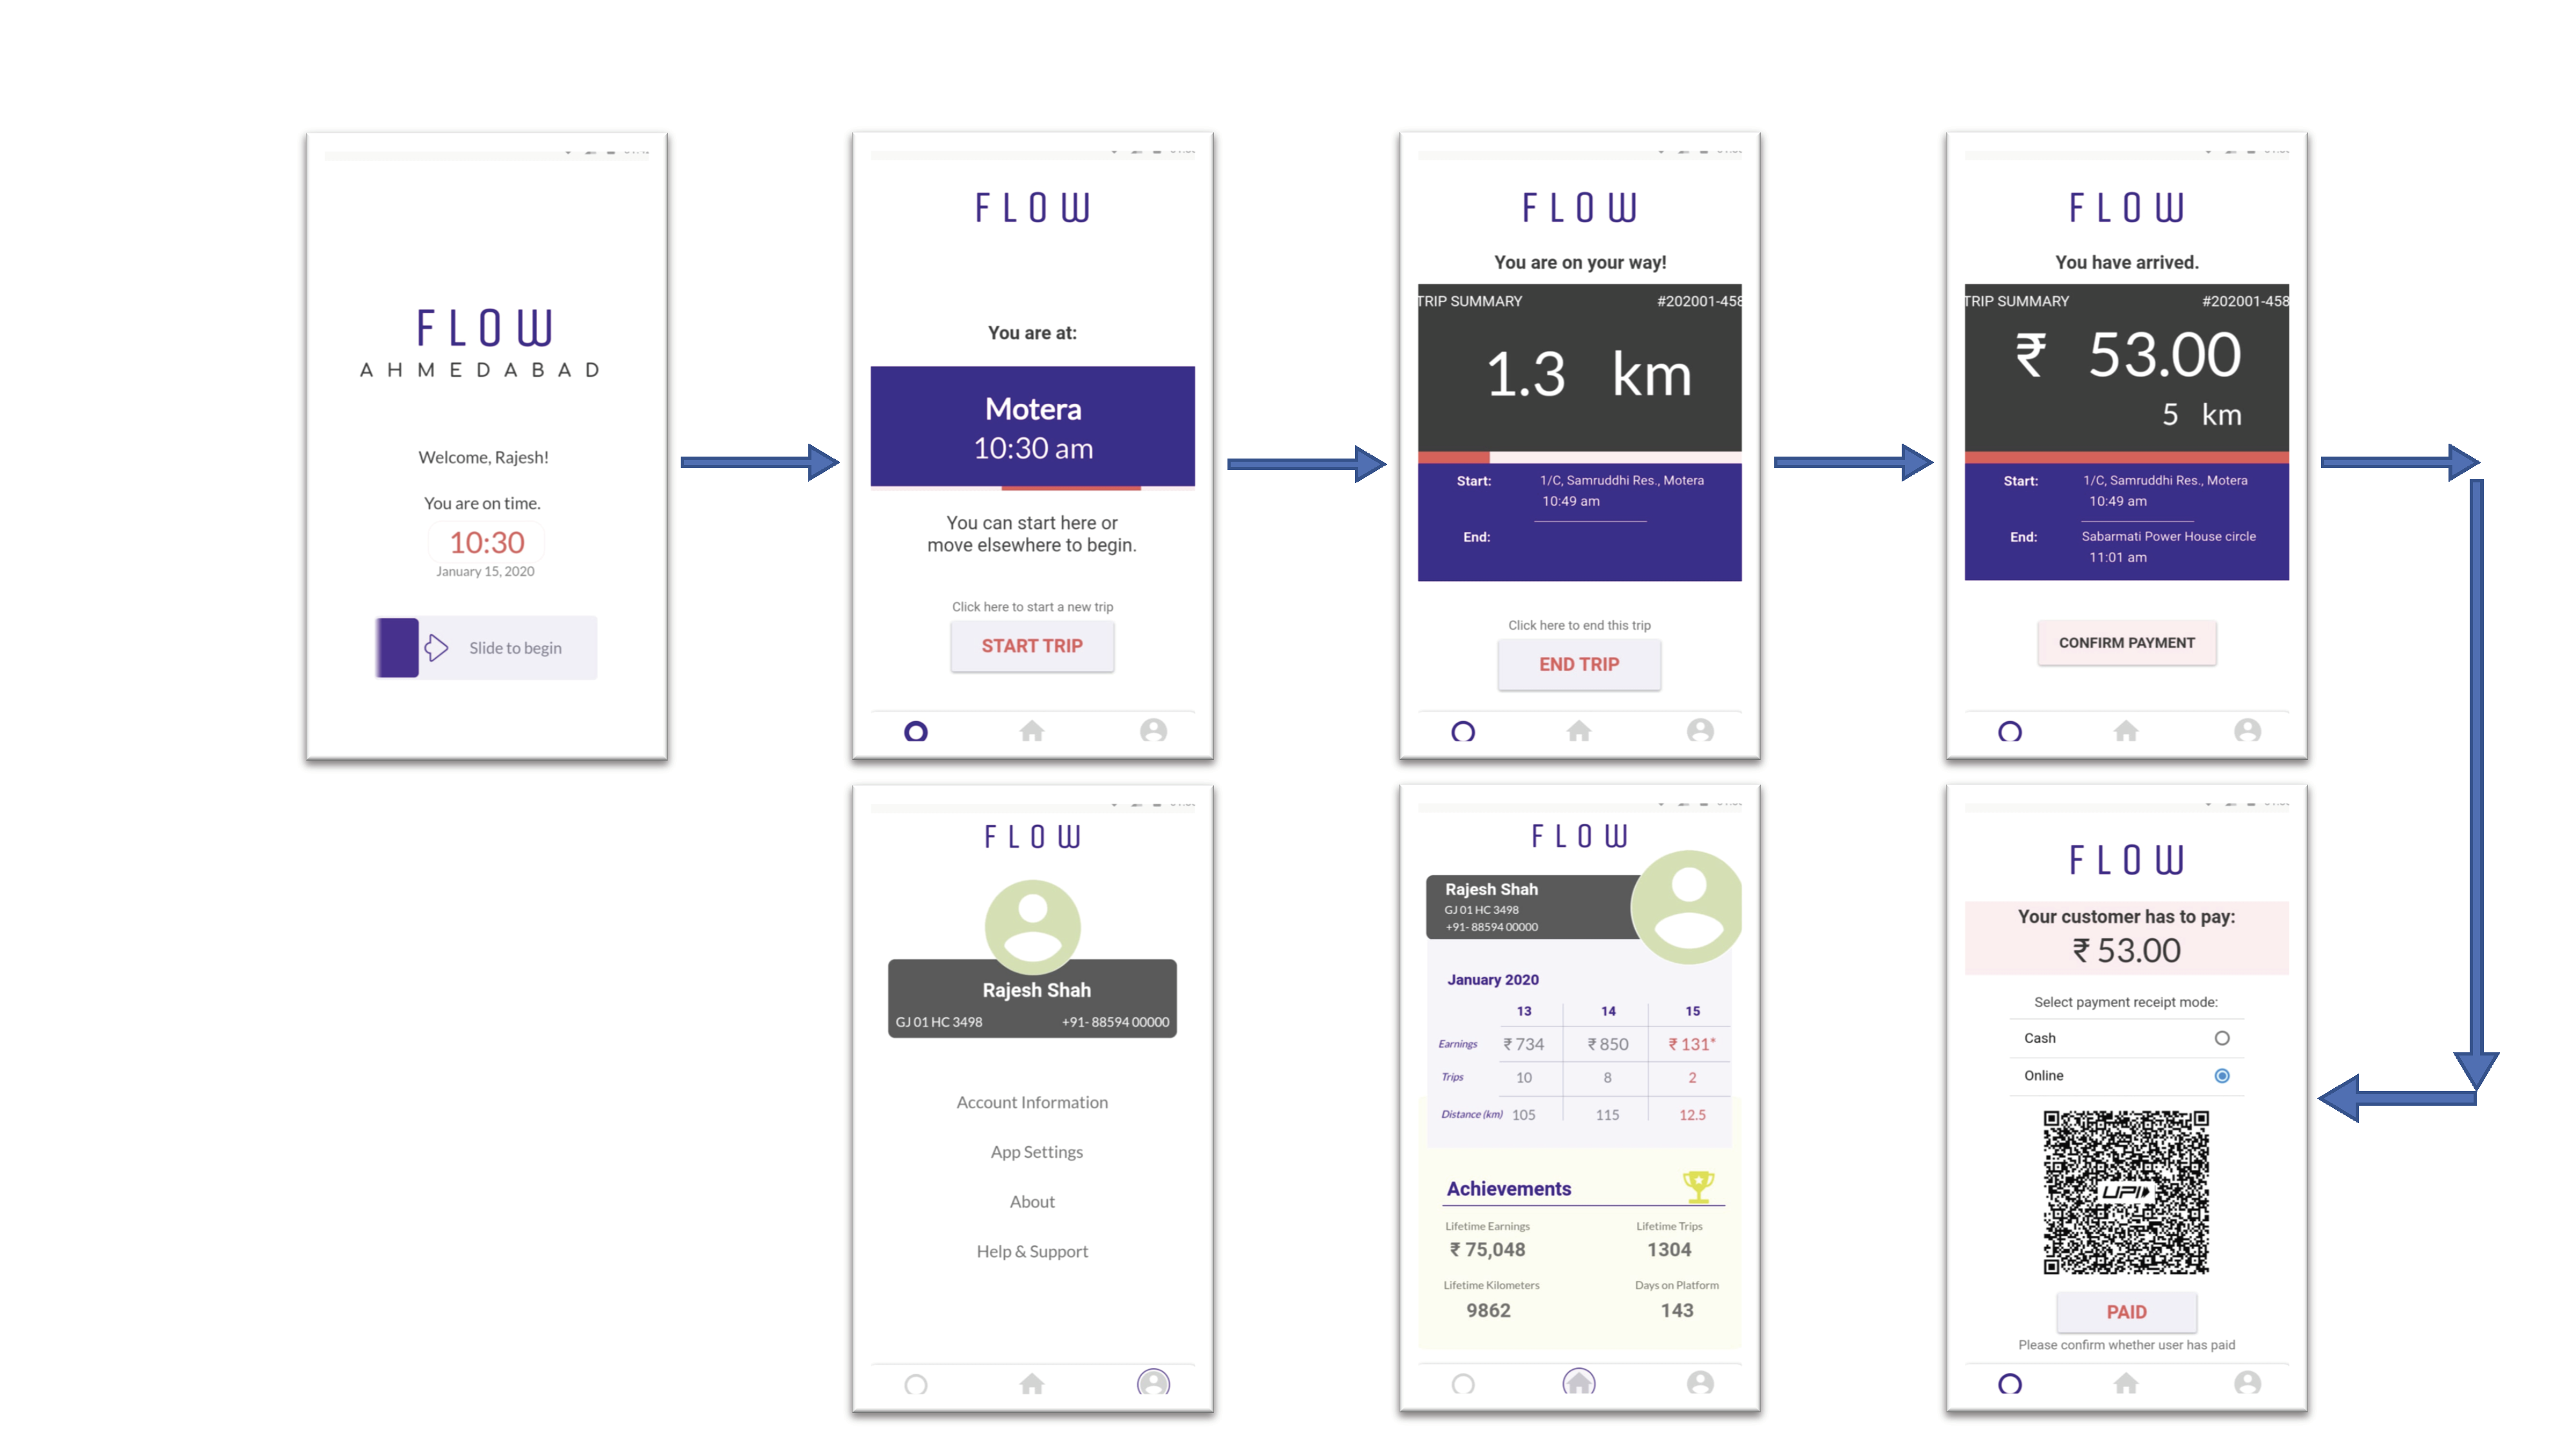 FLOW
AHMEDABAD
Welcome, Rajesh!
You are on time.
10:30
January 15, 2020
Slide to begin
FLOW
You are at:
Motera
10:30 am
You can start here or
move elsewhere to begin.
Click here to start a new trip
START TRIP
FLOW
You are on your way!
TRIP SUMMARY #202001-458
1.3 km
Start: 1/C, Samruddhi Res., Motera
10:49 am
End:
Click here to end this trip
END TRIP
FLOW
You have arrived.
TRIP SUMMARY #202001-458
₹ 53.00
5 km
Start: 1/C, Samruddhi Res., Motera
10:49 am
End: Sabarmati Power House circle
11:01 am
CONFIRM PAYMENT
FLOW
Rajesh Shah
GJ 01 HC 3498 +91- 88594 00000
Account Information
App Settings
About
Help & Support
FLOW
Rajesh Shah
GJ 01 HC 3498
+91- 88594 00000
January 2020
13 14 15
Earnings ₹ 734 ₹ 850 ₹ 131*
Trips 10 8 2
Distance (km) 105 115 12.5
Achievements
Lifetime Earnings Lifetime Trips
₹ 75,048 1304
Lifetime Kilometers Days on Platform
9862 143
FLOW
Your customer has to pay:
₹ 53.00
Select payment receipt mode:
Cash
Online
UPI
PAID
Please confirm whether user has paid